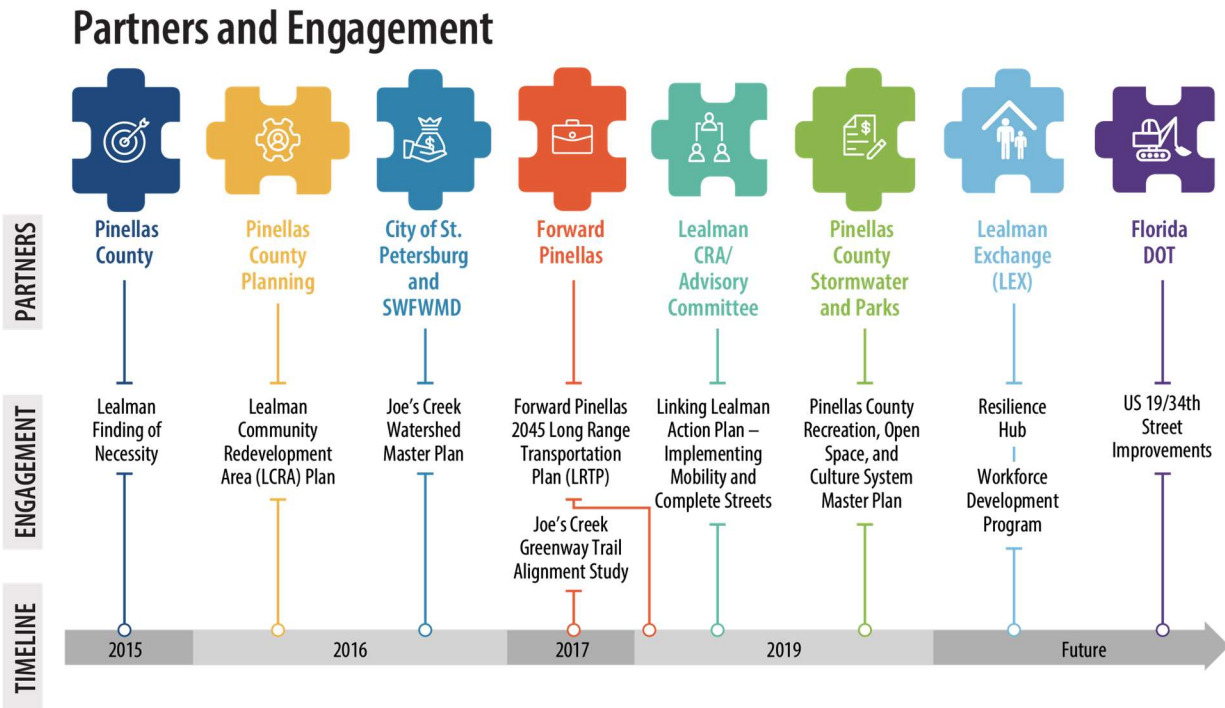 Partners and Engagement
PARTNERS
Pinellas
County
Pinellas
County
Planning
City of St.
Petersburg
and
SWFWMD
Forward
Pinellas
Lealman
CRA/
Advisory
Committee
Pinellas
County
Stormwater
and Parks
Lealman
Exchange
(LEX)
Florida
DOT
ENGAGEMENT
Lealman
Finding of
Necessity
Lealman
Community
Redevelopment
Area (LCRA) Plan
Joe's Creek
Watershed
Master Plan
Forward Pinellas
2045 Long Range
Transportation
Plan (LRTP)
Joe's Creek
Greenway Trail
Alignment Study
Linking Lealman
Action Plan –
Implementing
Mobility and
Complete Streets
Pinellas County
Recreation, Open
Space, and
Culture System
Master Plan
Resilience
Hub
Workforce
Development
Program
US 19/34th
Street
Improvements
TIMELINE
2015
2016
2017
2019
Future